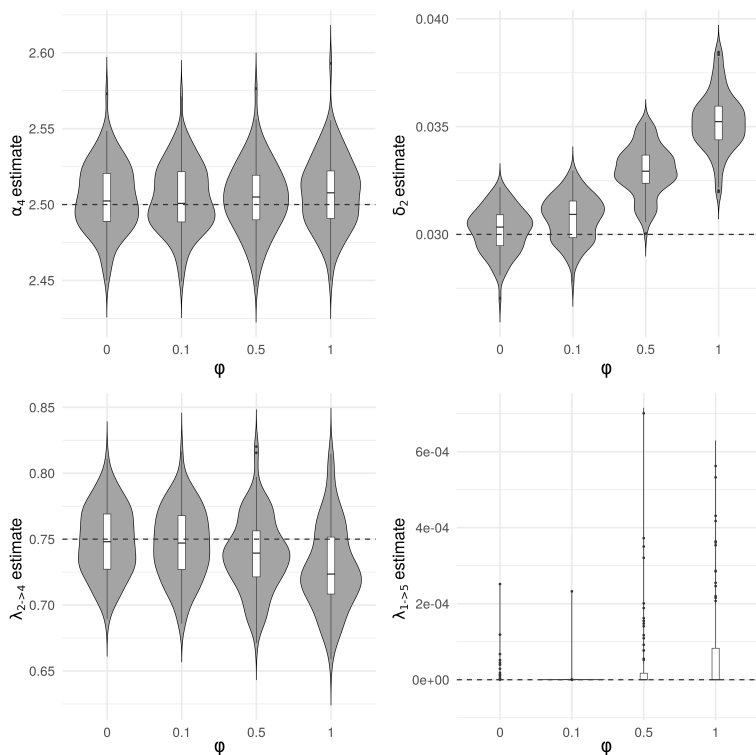 α4 estimate
2.60
2.55
2.50
2.45
0 0.1 0.5 1
φ
δ2 estimate
0.040
0.035
0.030
0 0.1 0.5 1
φ
λ2->4 estimate
0.85
0.80
0.75
0.70
0.65
0 0.1 0.5 1
φ
λ1->5 estimate
6e-04
4e-04
2e-04
0e+00
0 0.1 0.5 1
φ